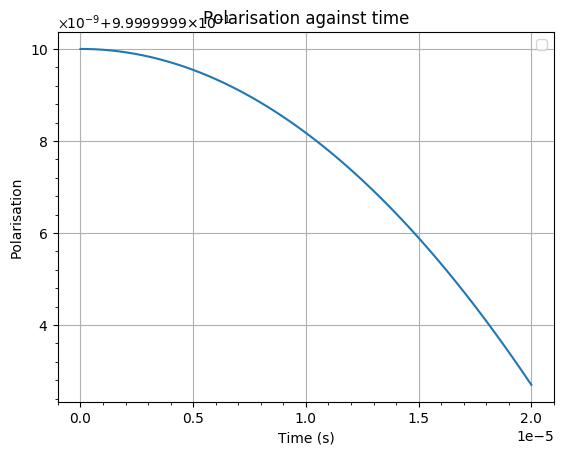 Polarisation against time
×10⁻⁹+9.9999999×10⁻¹
10
8
6
4
Polarisation
0.0 0.5 1.0 1.5 2.0
1e−5
Time (s)